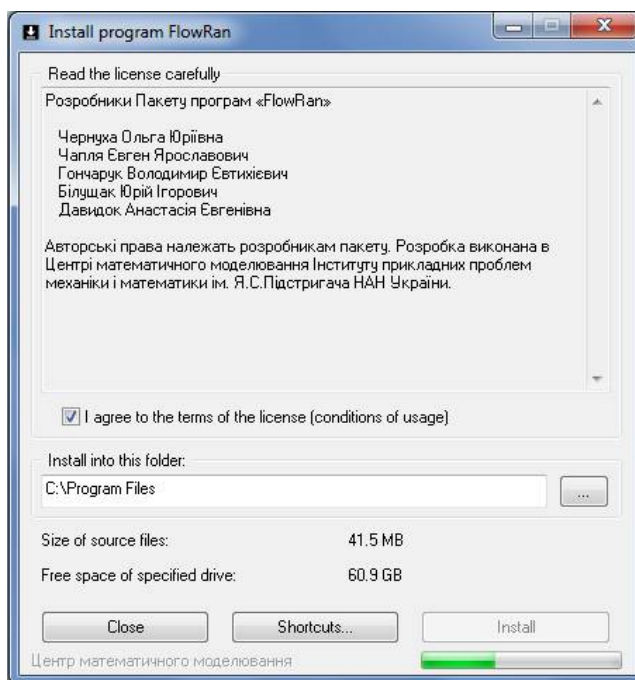 Install program FlowRan
Read the license carefully
Розробники Пакету програм «FlowRan»
Чернуха Ольга Юріївна
Чапля Євген Ярославович
Гончарук Володимир Євтихієвич
Білущак Юрій Ігорович
Давидок Анастасія Євгенівна
Авторські права належать розробникам пакету. Розробка виконана в
Центрі математичного моделювання Інституту прикладних проблем
механіки і математики ім. Я.С.Підстригача НАН України.
I agree to the terms of the license (conditions of usage)
Install into this folder:
C:\Program Files
...
Size of source files: 41.5 MB
Free space of specified drive: 60.9 GB
Close Shortcuts... Install
Центр математичного моделювання